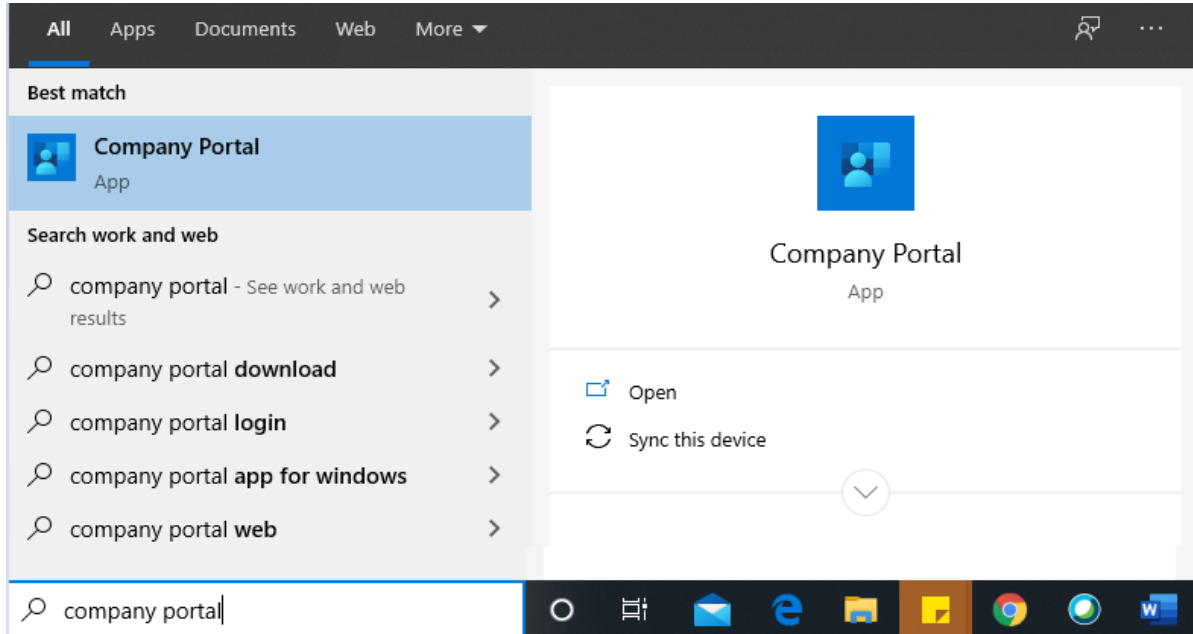 All Apps Documents Web More
Best match
Company Portal
App
Search work and web
company portal - See work and web
results
company portal download
company portal login
company portal app for windows
company portal web
Company Portal
App
Open
Sync this device
company portal
W